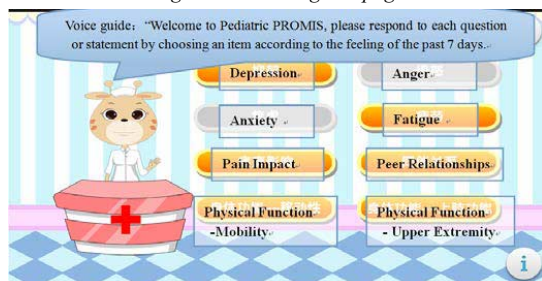 Voice guide: “Welcome to Pediatric PROMIS, please respond to each question
or statement by choosing an item according to the feeling of the past 7 days.
Depression
Anger
Anxiety
Fatigue
Pain Impact
Peer Relationships
Physical Function
-Mobility
Physical Function
- Upper Extremity
i